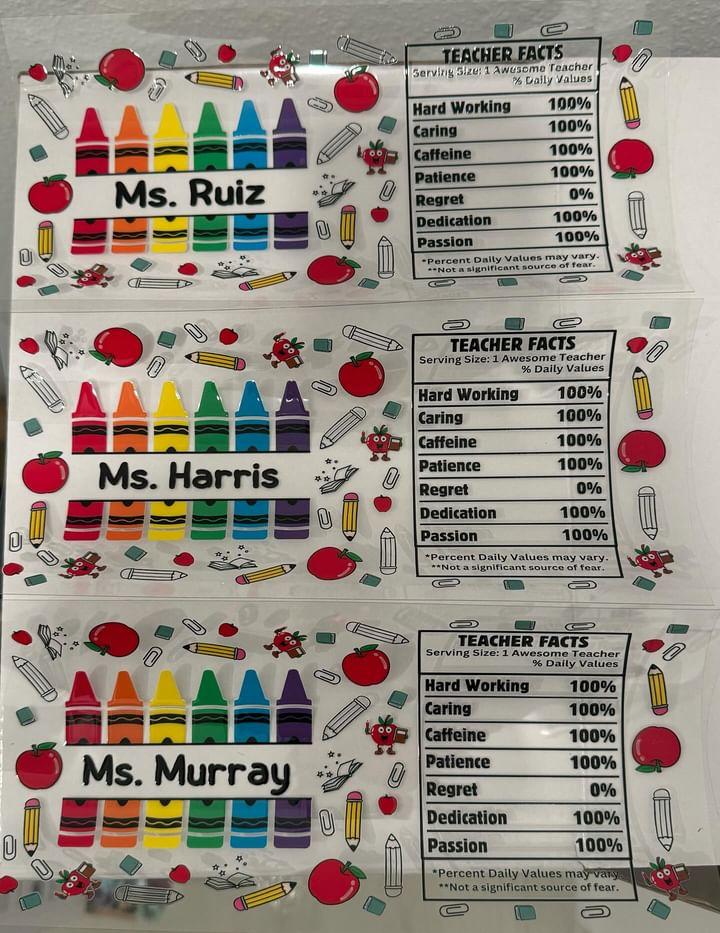 Ms. Ruiz
TEACHER FACTS
Serving Size: 1 Awesome Teacher
% Daily Values
Hard Working 100%
Caring 100%
Caffeine 100%
Patience 100%
Regret 0%
Dedication 100%
Passion 100%
*Percent Daily Values may vary.
**Not a significant source of fear.
Ms. Harris
TEACHER FACTS
Serving Size: 1 Awesome Teacher
% Daily Values
Hard Working 100%
Caring 100%
Caffeine 100%
Patience 100%
Regret 0%
Dedication 100%
Passion 100%
*Percent Daily Values may vary.
**Not a significant source of fear.
Ms. Murray
TEACHER FACTS
Serving Size: 1 Awesome Teacher
% Daily Values
Hard Working 100%
Caring 100%
Caffeine 100%
Patience 100%
Regret 0%
Dedication 100%
Passion 100%
*Percent Daily Values may vary.
**Not a significant source of fear.